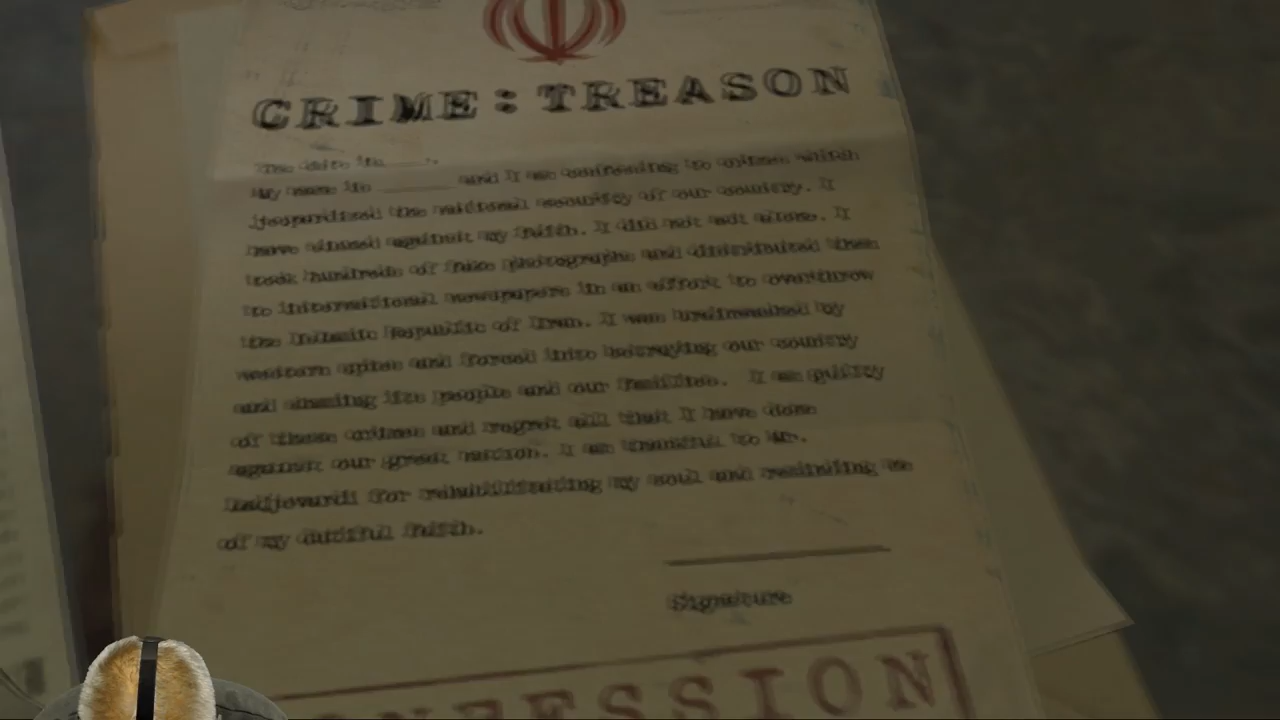 CRIME: TREASON
The date is ______.
My name is ______ and I am confessing to crimes which
jeopardized the national security of our country. I
have sinned against my faith. I did not act alone. I
took hundreds of fake photographs and distributed them
to international newspapers in an effort to overthrow
the Islamic Republic of Iran. I was brainwashed by
western spies and forced into betraying our country
and shaming its people and our families. I am guilty
of these crimes and regret all that I have done
against our great nation. I am thankful to Mr.
for rehabilitating my soul and reminding me
of my dutiful faith.
Signature